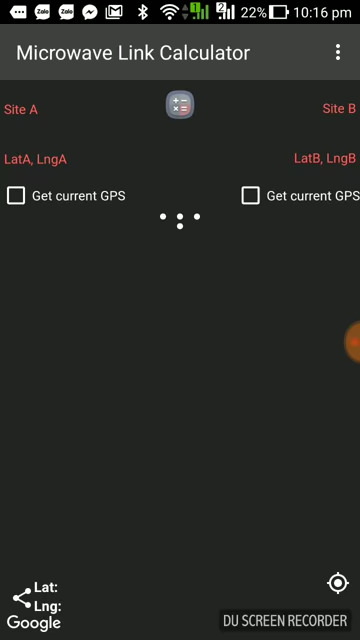 22% 10:16 pm
Microwave Link Calculator
Site A
Site B
LatA, LngA
LatB, LngB
Get current GPS
Get current GPS
Lat:
Lng:
Google
DU SCREEN RECORDER